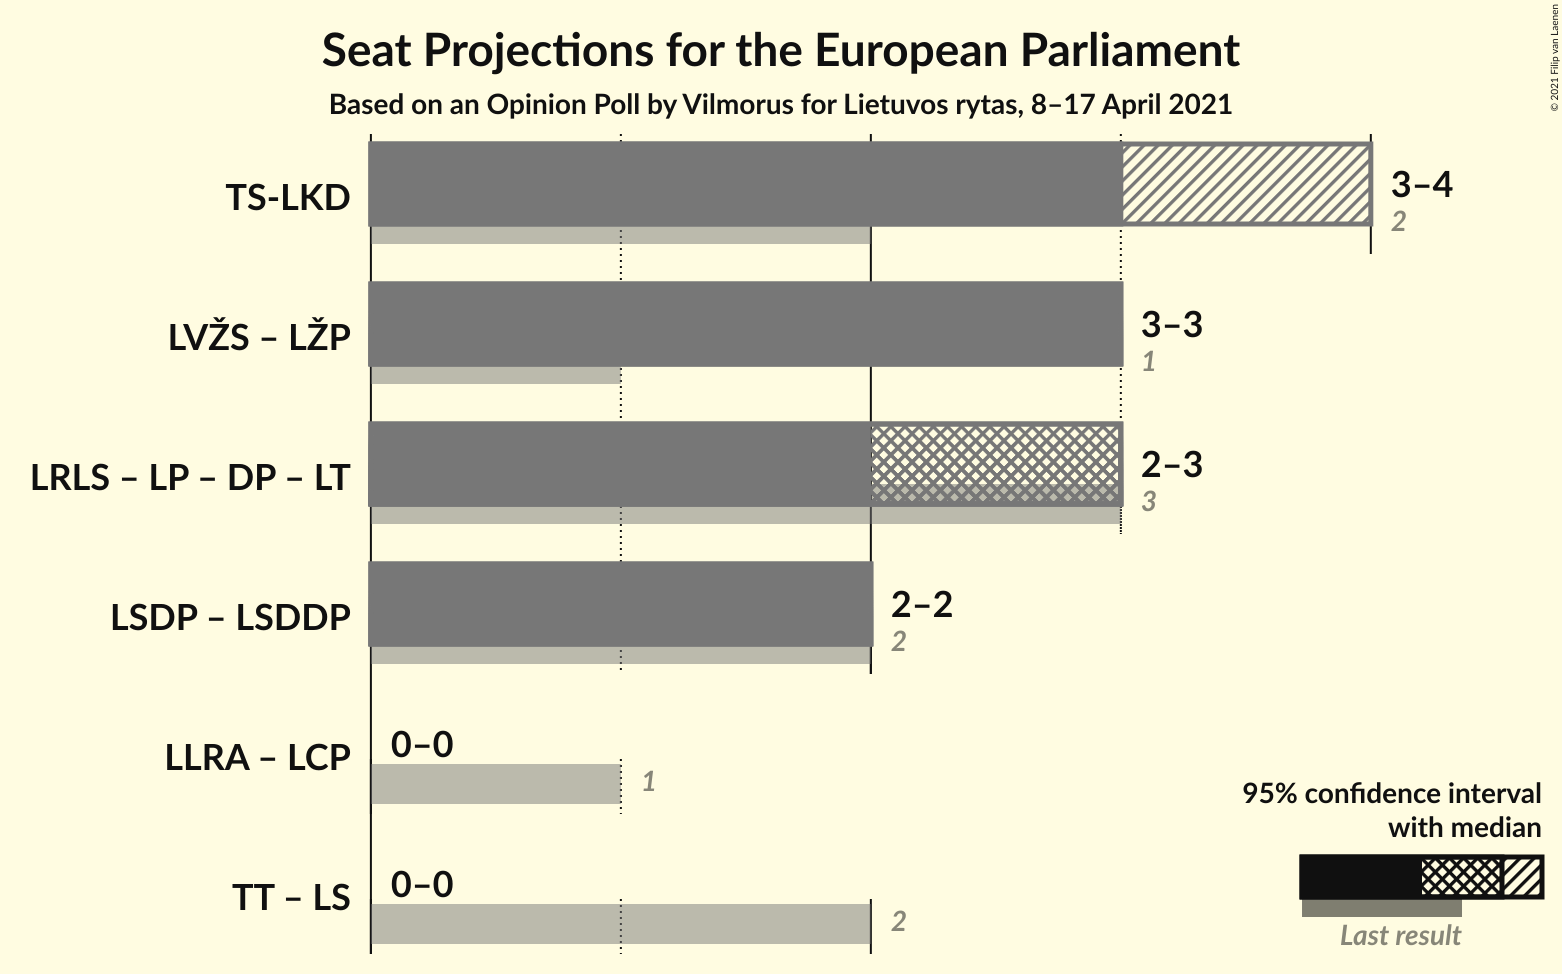 Seat Projections for the European Parliament
Based on an Opinion Poll by Vilmorus for Lietuvos rytas, 8–17 April 2021
© 2021 Filip van Laenen
TS-LKD
3–4
2
LVŽS – LŽP
3–3
1
LRLS – LP – DP – LT
2–3
3
LSDP – LSDDP
2–2
2
LLRA – LCP
0–0
1
TT – LS
0–0
2
95% confidence interval
with median
Last result